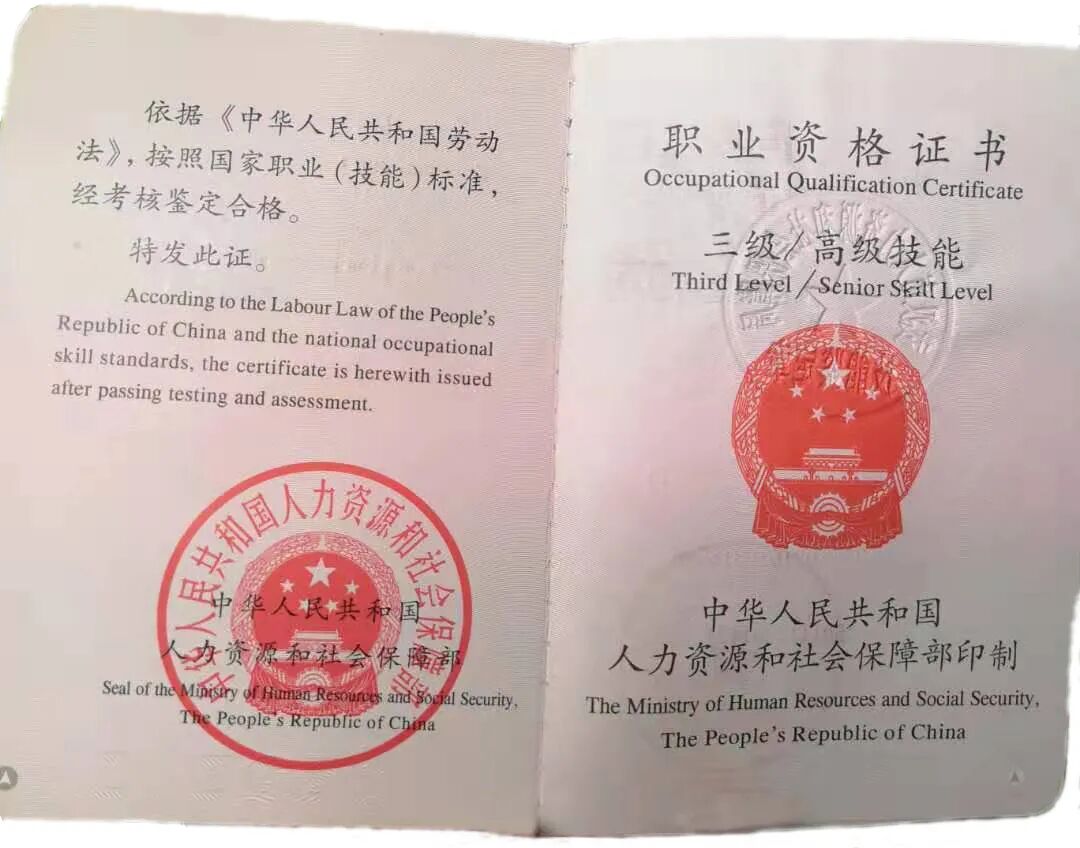 依据《中华人民共和国劳动
法》，按照国家职业(技能)标准，
经考核鉴定合格。
特发此证。
According to the Labour Law of the People's
Republic of China and the national occupational
skill standards, the certificate is herewith issued
after passing testing and assessment.
中华人民共和国人力资源和社会保障部
中华人民共和国
人力资源和社会保障部
Seal of the Ministry of Human Resources and Social Security,
The People's Republic of China
职业资格证书
Occupational Qualification Certificate
三级/高级技能
Third Level/Senior Skill Level
中华人民共和国
人力资源和社会保障部印制
The Ministry of Human Resources and Social Security,
The People's Republic of China